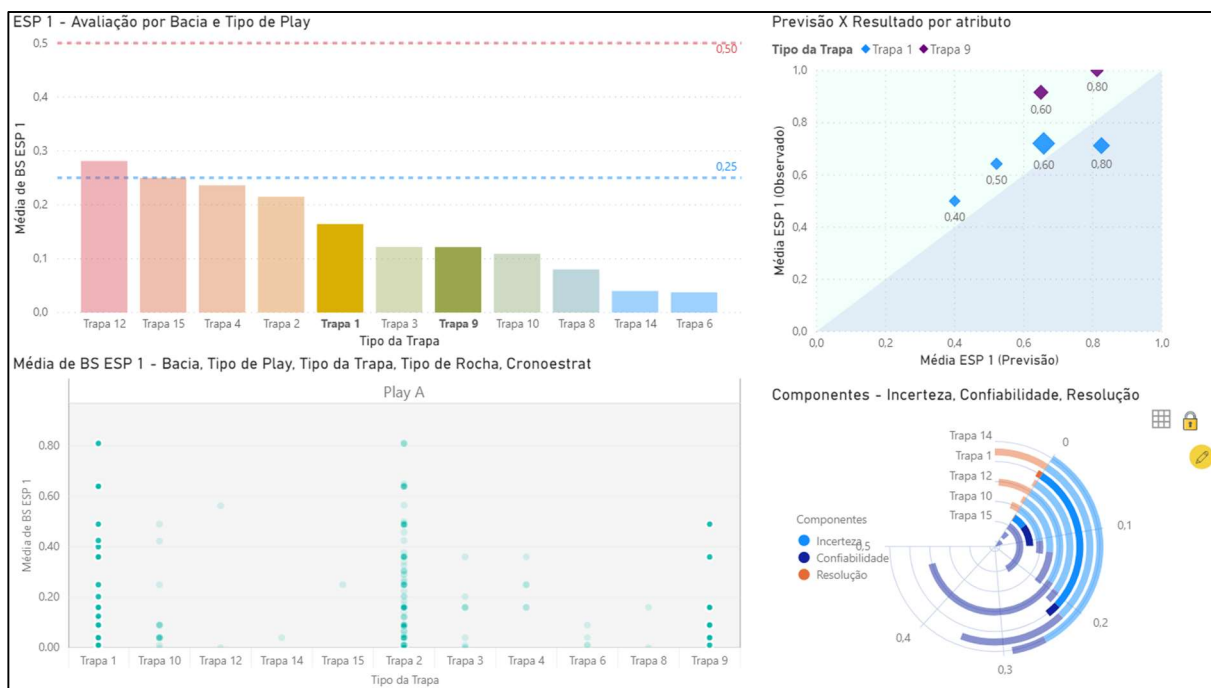 ESP 1 - Avaliação por Bacia e Tipo de Play
0,50
0,25
0.5
0.4
0.3
0.2
0.1
0.0
Média de BS ESP 1
Trapa 12 Trapa 15 Trapa 4 Trapa 2 Trapa 1 Trapa 3 Trapa 9 Trapa 10 Trapa 8 Trapa 14 Trapa 6
Tipo da Trapa
Previsão X Resultado por atributo
Tipo da Trapa Trapa 1 Trapa 9
1,0
0,8
0,6
0,4
0,2
0,0
Média ESP 1 (Observado)
0,80
0,60
0,60
0,80
0,50
0,40
0.0 0.2 0.4 0.6 0.8 1.0
Média ESP 1 (Previsão)
Média de BS ESP 1 - Bacia, Tipo de Play, Tipo da Trapa, Tipo de Rocha, Cronoestrat
Play A
0.80
0.60
0.40
0.20
0.00
Média de BS ESP 1
Trapa 1 Trapa 10 Trapa 12 Trapa 14 Trapa 15 Trapa 2 Trapa 3 Trapa 4 Trapa 6 Trapa 8 Trapa 9
Tipo da Trapa
Componentes - Incerteza, Confiabilidade, Resolução
Trapa 14
Trapa 1
Trapa 12
Trapa 10
Trapa 15
0
0,1
0,2
0,3
0,4
0,5
Componentes
Incerteza
Confiabilidade
Resolução